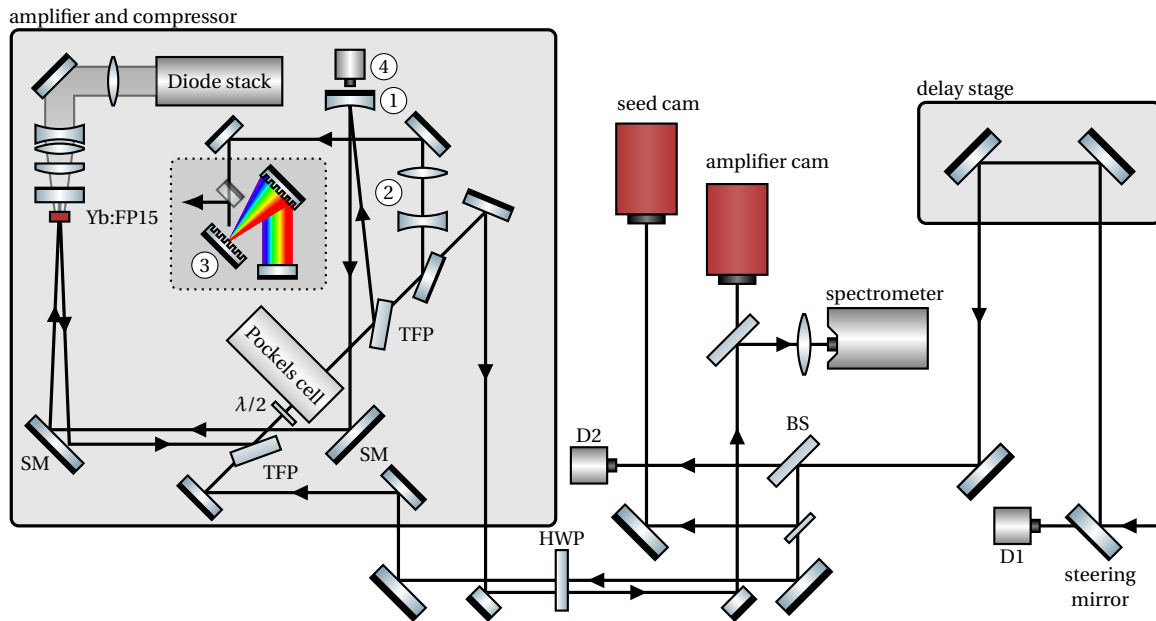 amplifier and compressor
Diode stack
4
1
Yb:FP15
2
3
TFP
Pockels cell
λ/2
SM
TFP
SM
seed cam
amplifier cam
delay stage
spectrometer
D2
BS
HWP
D1
steering
mirror